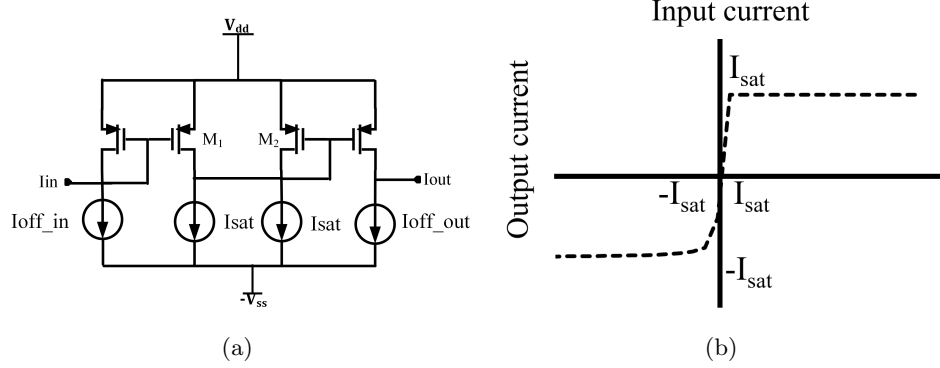 V_dd
M_1
M_2
Iin
Iout
Ioff_in
Isat
Isat
Ioff_out
-V_ss
(a)
Input current
Output current
I_sat
-I_sat
I_sat
-I_sat
(b)